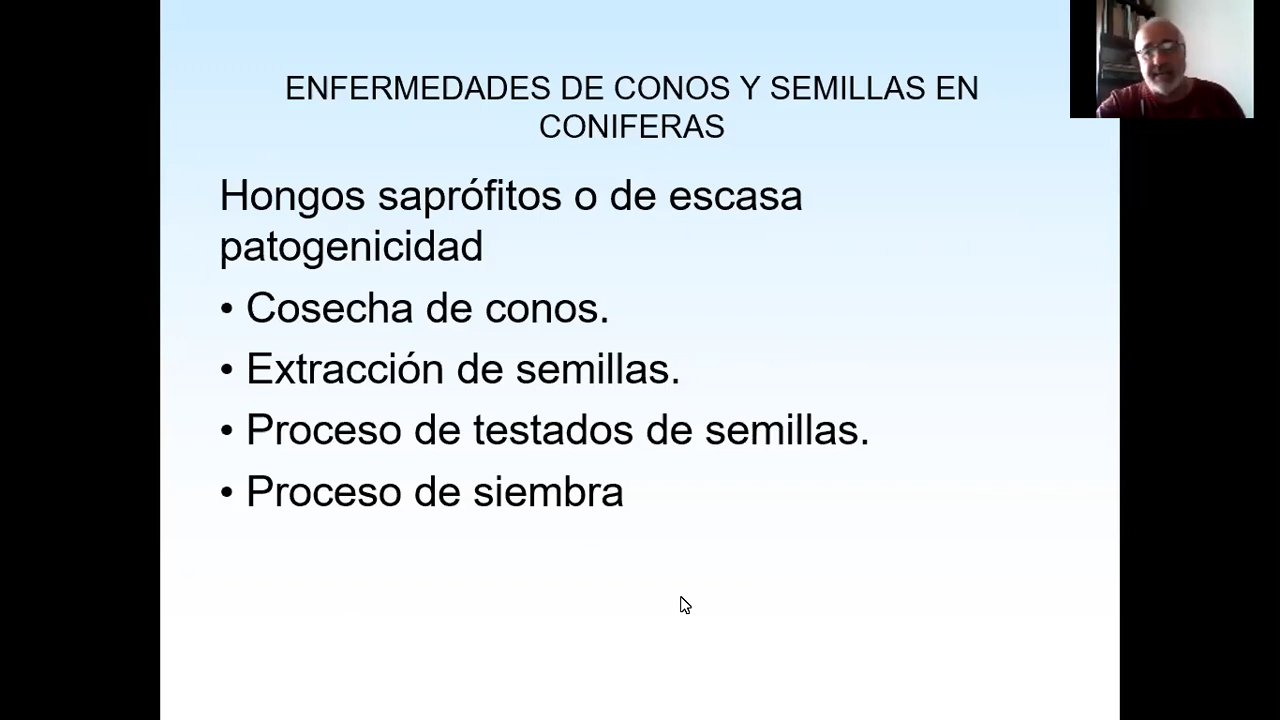 ENFERMEDADES DE CONOS Y SEMILLAS EN
CONIFERAS
Hongos saprófitos o de escasa
patogenicidad
• Cosecha de conos.
• Extracción de semillas.
• Proceso de testados de semillas.
• Proceso de siembra